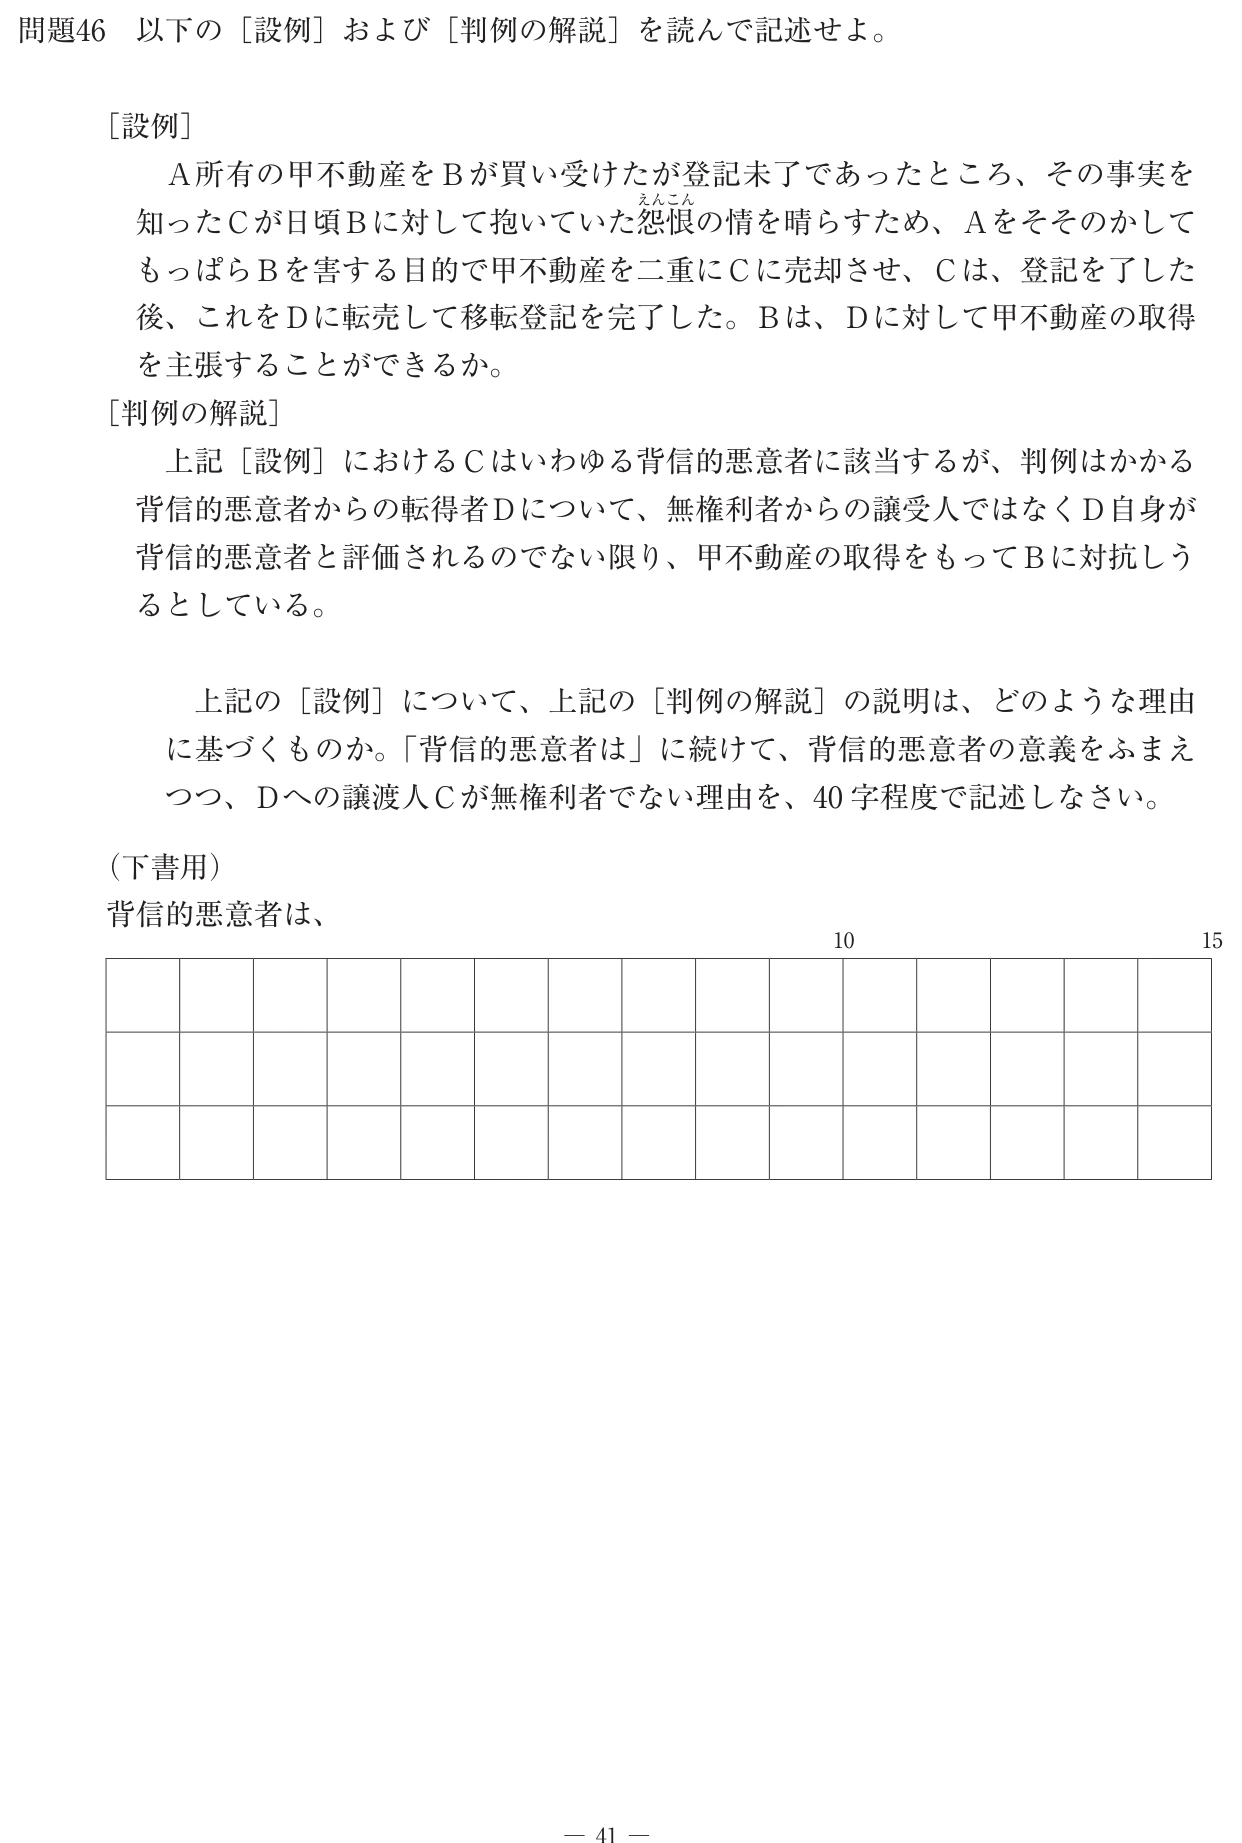 問題46　以下の［設例］および［判例の解説］を読んで記述せよ。
［設例］
Ａ所有の甲不動産をＢが買い受けたが登記未了であったところ、その事実を
えんこん
知ったＣが日頃Ｂに対して抱いていた怨恨の情を晴らすため、Ａをそそのかして
もっぱらＢを害する目的で甲不動産を二重にＣに売却させ、Ｃは、登記を了した
後、これをＤに転売して移転登記を完了した。Ｂは、Ｄに対して甲不動産の取得
を主張することができるか。
［判例の解説］
上記［設例］におけるＣはいわゆる背信的悪意者に該当するが、判例はかかる
背信的悪意者からの転得者Ｄについて、無権利者からの譲受人ではなくＤ自身が
背信的悪意者と評価されるのでない限り、甲不動産の取得をもってＢに対抗しう
るとしている。
上記の［設例］について、上記の［判例の解説］の説明は、どのような理由
に基づくものか。「背信的悪意者は」に続けて、背信的悪意者の意義をふまえ
つつ、Ｄへの譲渡人Ｃが無権利者でない理由を、40字程度で記述しなさい。
（下書用）
背信的悪意者は、
10　15
― 41 ―